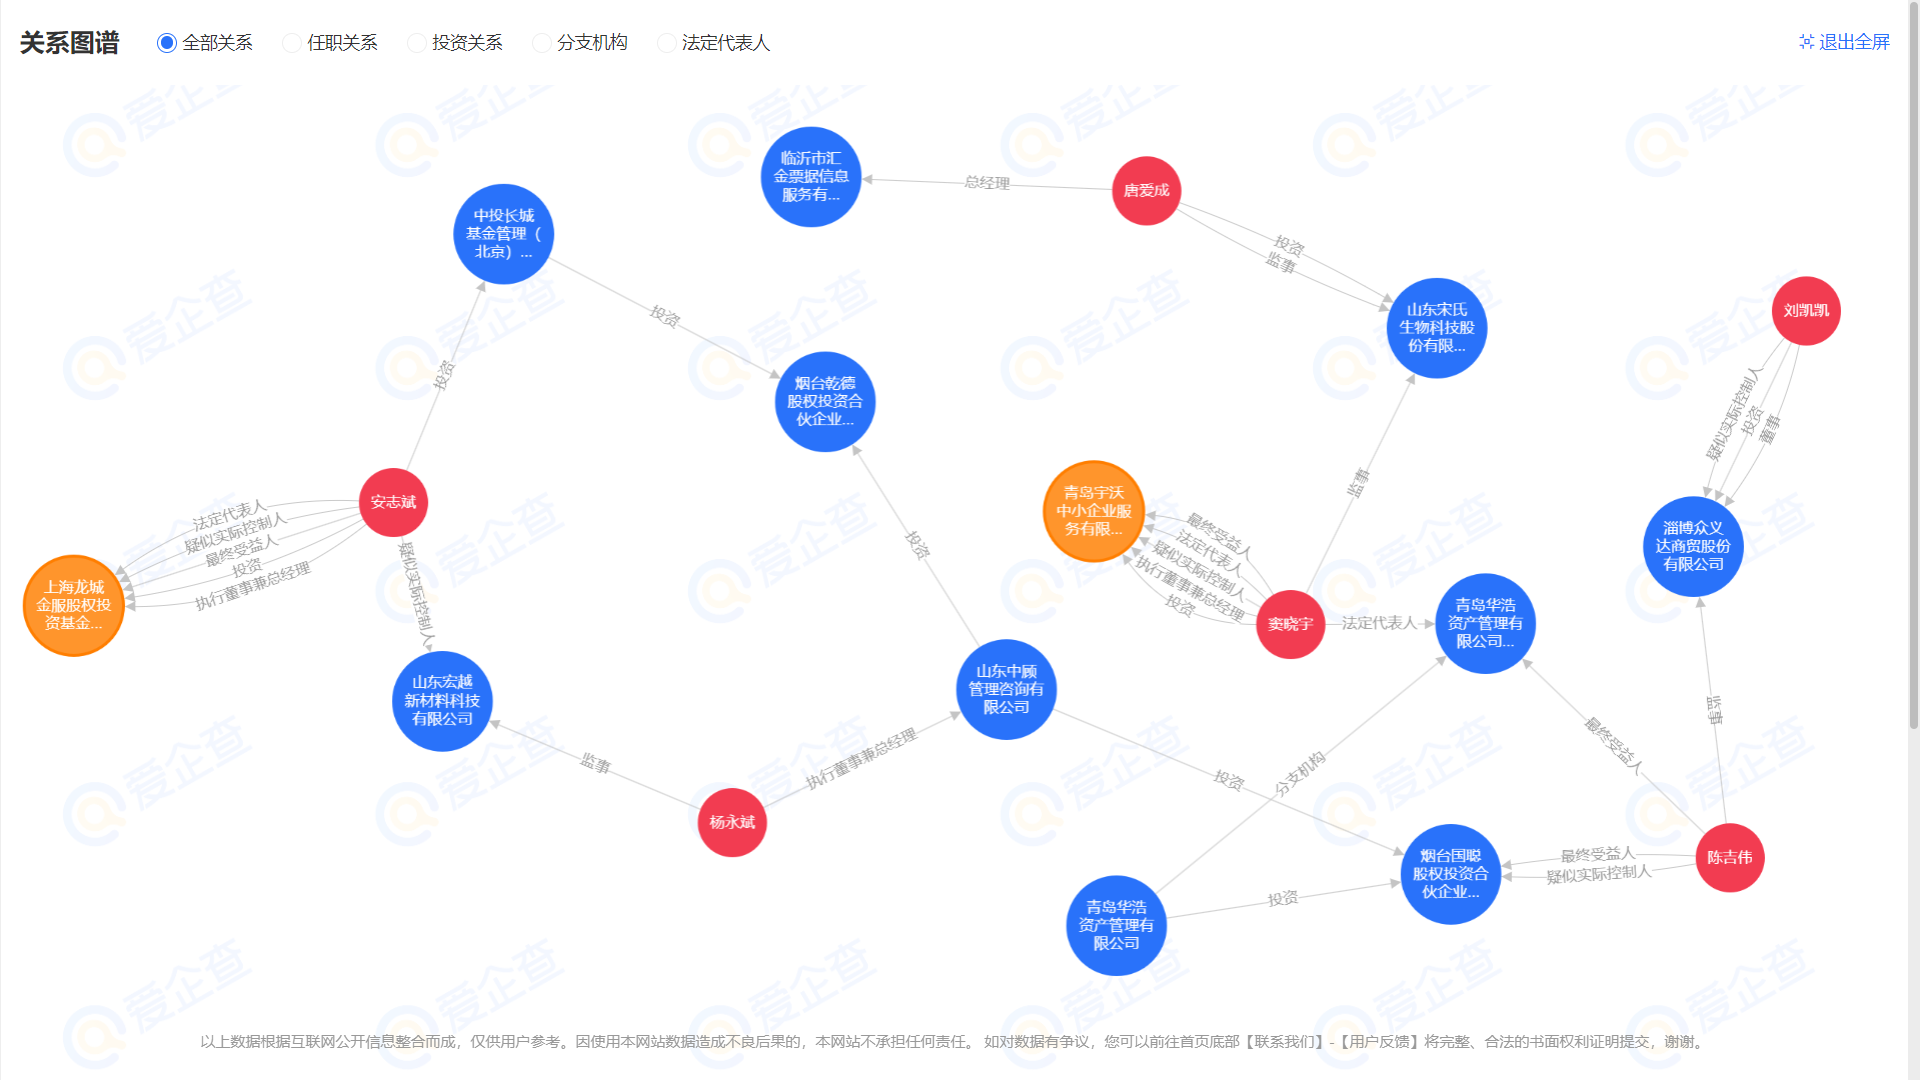 关系图谱
全部关系
任职关系
投资关系
分支机构
法定代表人
退出全屏
临沂市汇
金票据信息
服务有...
总经理
唐爱成
中投长城
基金管理（
北京）...
投资
监事
山东宋氏
生物科技股
份有限...
刘凯凯
投资
投资
烟台乾德
股权投资合
伙企业...
疑似实际控制人
投资
董事
安志斌
法定代表人
疑似实际控制人
最终受益人
投资
执行董事兼总经理
上海龙城
金服股权投
资基金...
疑似实际控制人
投资
青岛宇沃
中小企业服
务有限...
监事
最终受益人
法定代表人
疑似实际控制人
执行董事兼总经理
投资
窦晓宇
法定代表人
青岛华浩
资产管理有
限公司...
淄博众义
达商贸股份
有限公司
山东宏越
新材料科技
有限公司
山东中顾
管理咨询有
限公司
监事
执行董事兼总经理
杨永斌
投资
分支机构
最终受益人
监事
烟台国聪
股权投资合
伙企业...
最终受益人
疑似实际控制人
陈吉伟
青岛华浩
资产管理有
限公司
投资
以上数据根据互联网公开信息整合而成，仅供用户参考。因使用本网站数据造成不良后果的，本网站不承担任何责任。 如对数据有争议，您可以前往首页底部【联系我们】-【用户反馈】将完整、合法的书面权利证明提交，谢谢。
爱企查